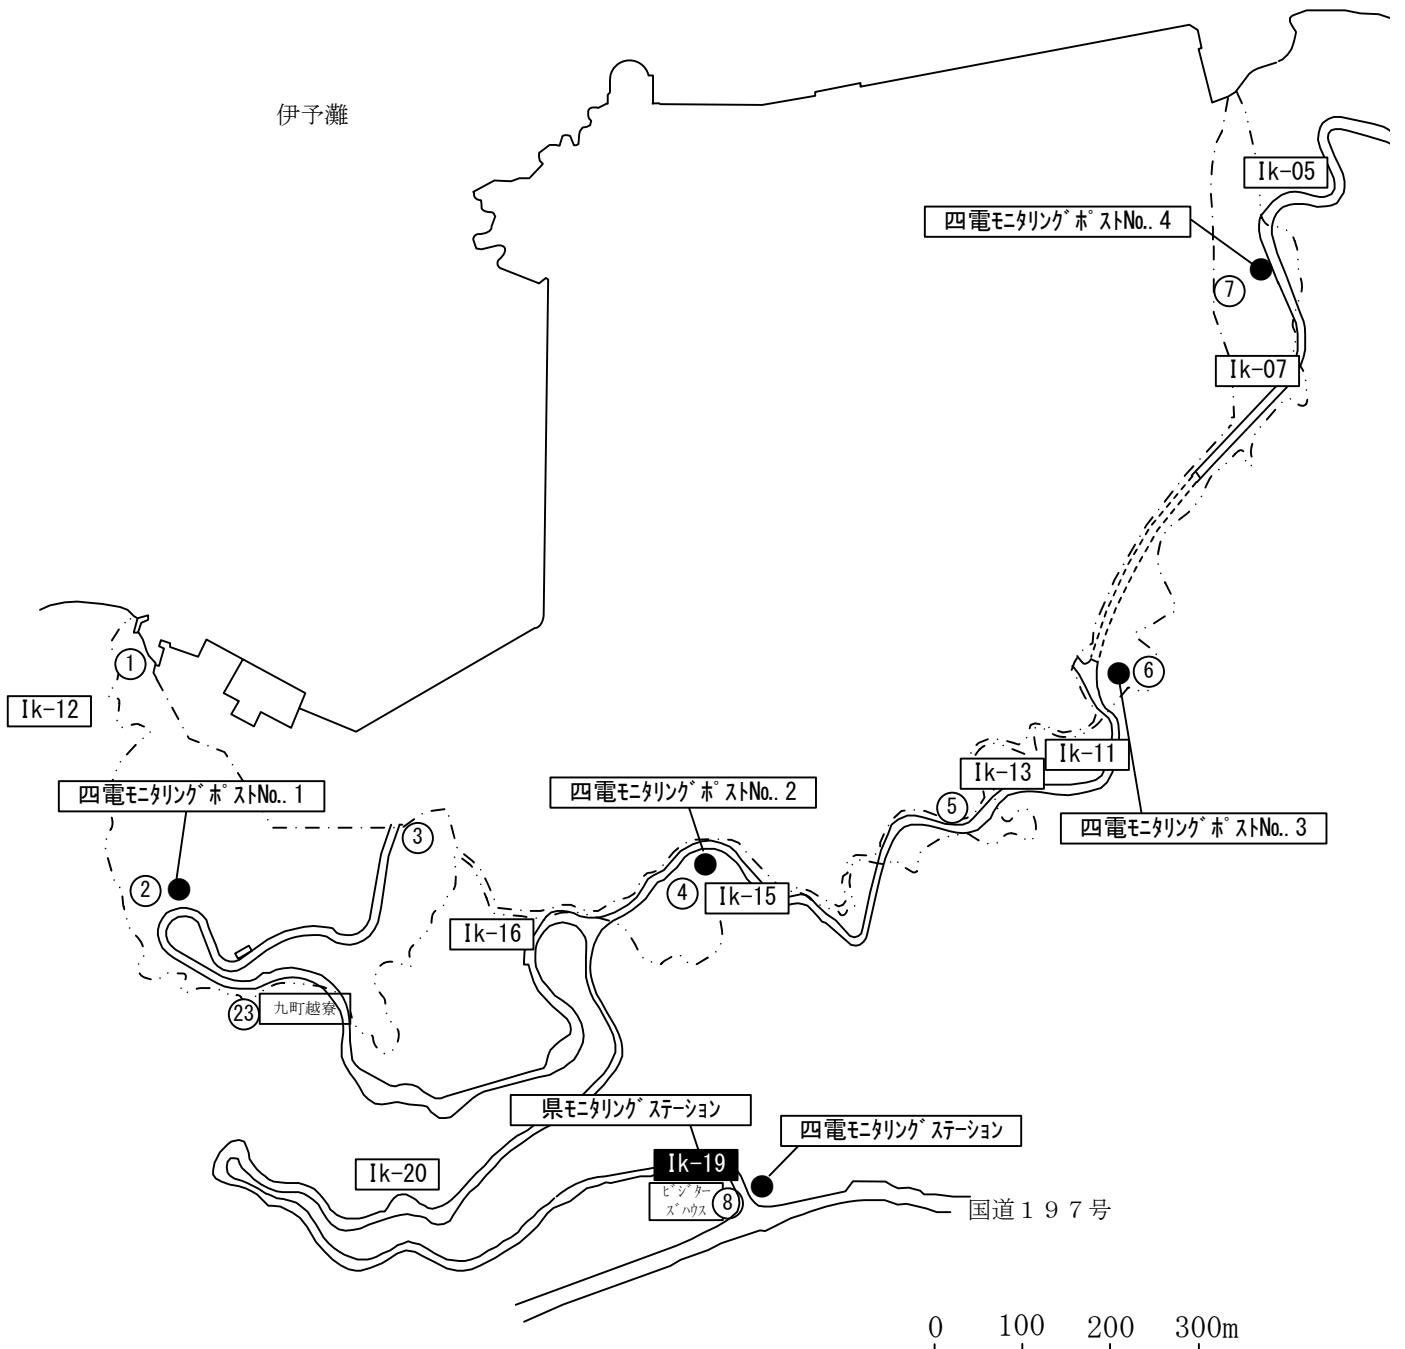 伊予灘
Ik-05
四電ﾓﾆﾀﾘﾝｸﾞﾎﾟｽﾄNo.. 4
⑦
Ik-07
①
⑥
Ik-12
Ik-11
Ik-13
四電ﾓﾆﾀﾘﾝｸﾞﾎﾟｽﾄNo.. 1
四電ﾓﾆﾀﾘﾝｸﾞﾎﾟｽﾄNo.. 2
⑤
四電ﾓﾆﾀﾘﾝｸﾞﾎﾟｽﾄNo.. 3
③
②
④
Ik-15
Ik-16
㉓
九町越寮
県ﾓﾆﾀﾘﾝｸﾞｽﾃｰｼｮﾝ
四電ﾓﾆﾀﾘﾝｸﾞｽﾃｰｼｮﾝ
Ik-19
Ik-20
ﾋﾞｼﾞﾀｰ
ｽﾞﾊｳｽ
⑧
国道１９７号
0 100 200 300m